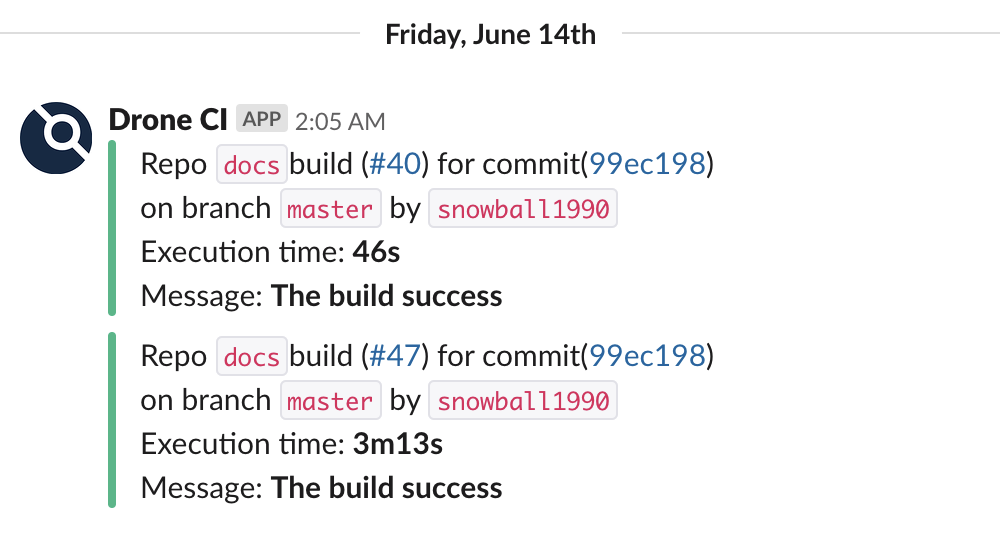 Friday, June 14th
Drone CI APP 2:05 AM
Repo docs build (#40) for commit(99ec198)
on branch master by snowball1990
Execution time: 46s
Message: The build success
Repo docs build (#47) for commit(99ec198)
on branch master by snowball1990
Execution time: 3m13s
Message: The build success